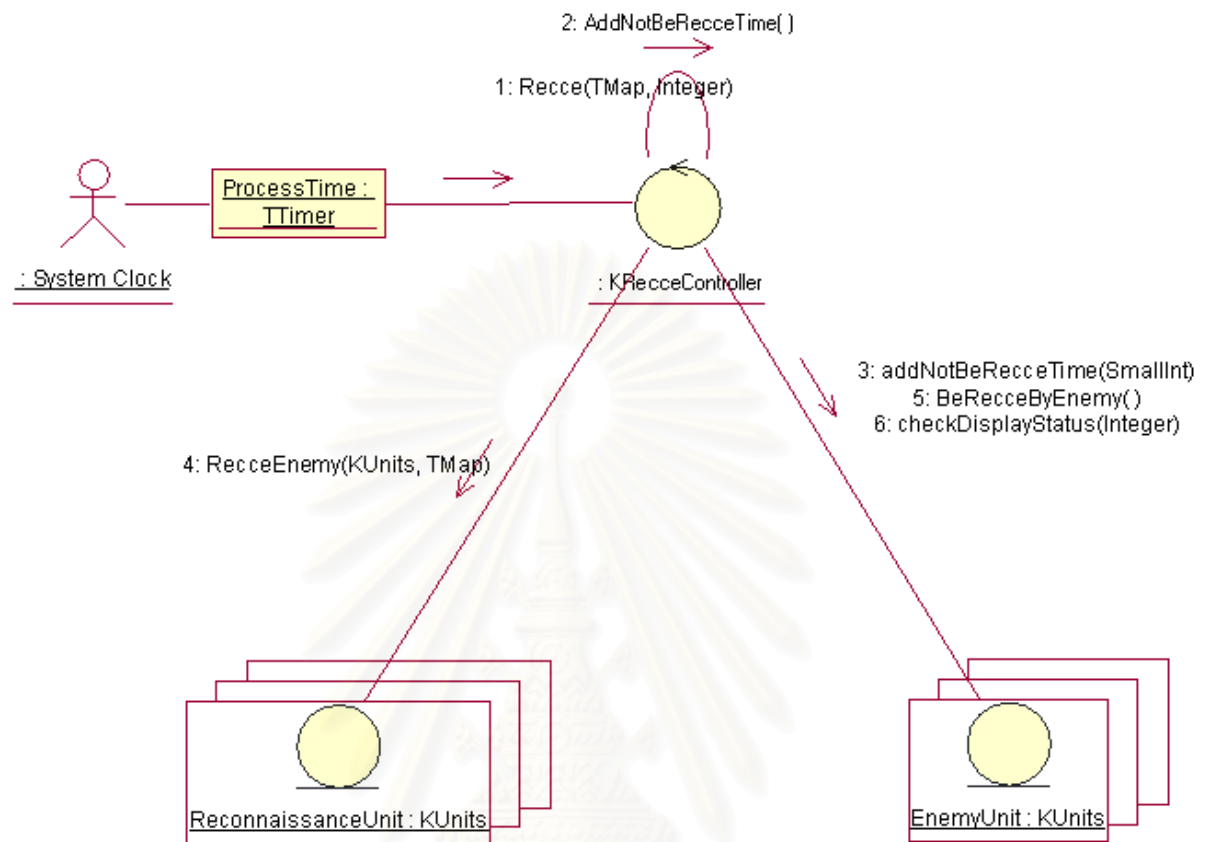 2: AddNotBeRecceTime( )
1: Recce(TMap, Integer)
ProcessTime :
TTimer
: System Clock
: KRecceController
3: addNotBeRecceTime(SmallInt)
5: BeRecceByEnemy( )
6: checkDisplayStatus(Integer)
4: RecceEnemy(KUnits, TMap)
ReconnaissanceUnit : KUnits
EnemyUnit : KUnits